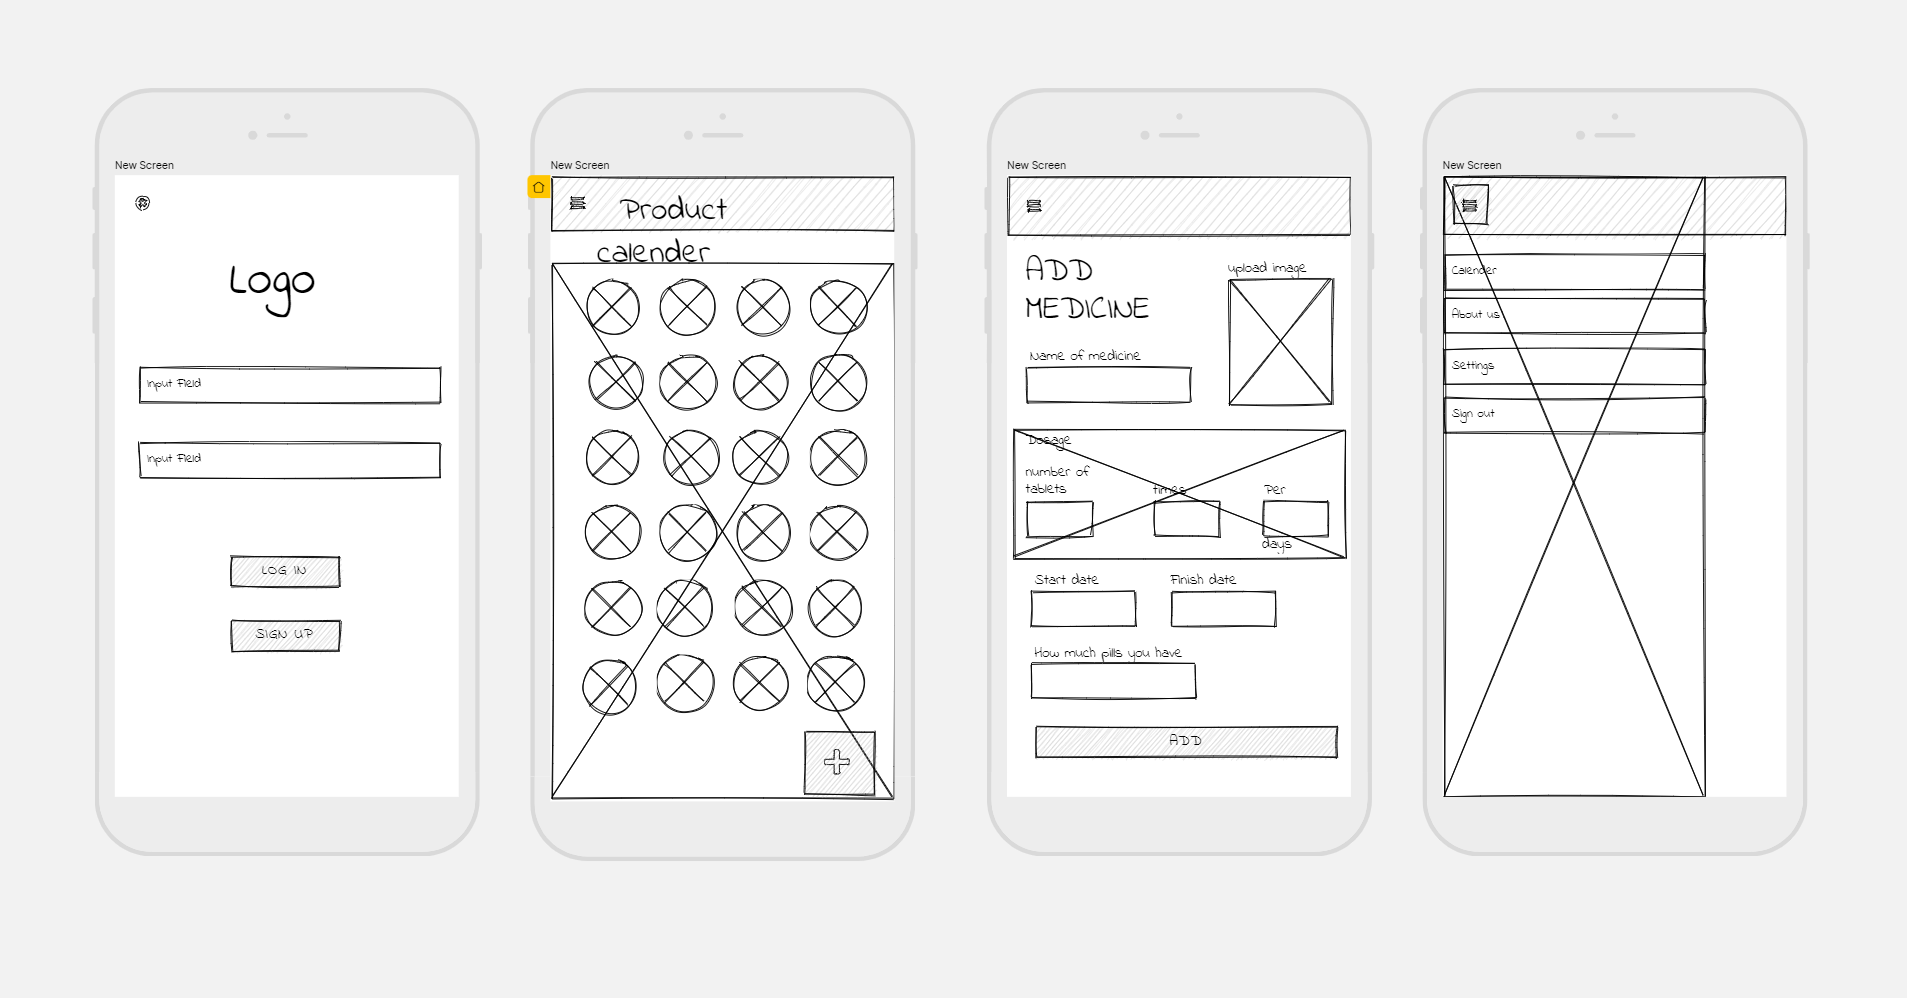 New Screen
Logo
Input Field
Input Field
LOG IN
SIGN UP
New Screen
Product
calender
New Screen
ADD
MEDICINE
upload image
Name of medicine
Dosage
number of
tablets
times
Per
days
Start date
Finish date
How much pills you have
ADD
New Screen
Calender
About us
Settings
Sign out